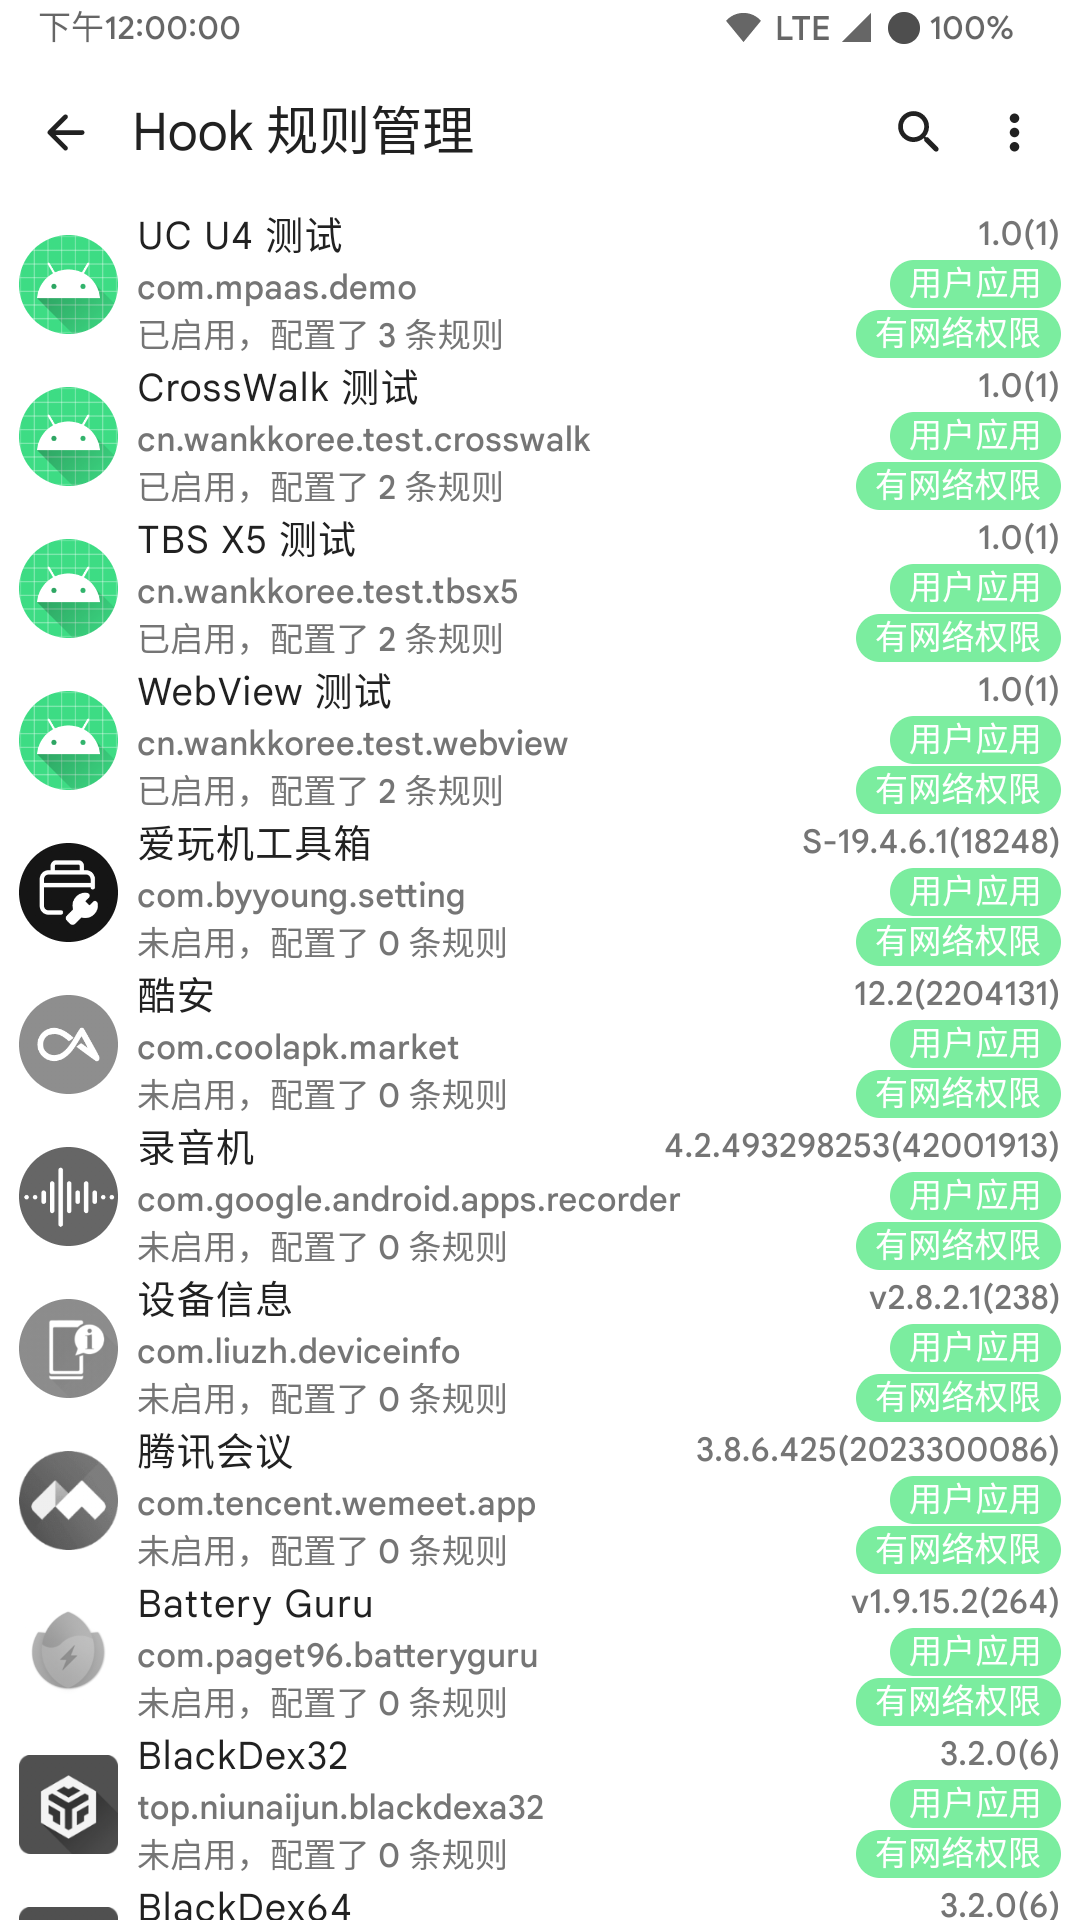 下午12:00:00
LTE 100%
Hook 规则管理
UC U4 测试
1.0(1)
com.mpaas.demo
用户应用
已启用，配置了 3 条规则
有网络权限
CrossWalk 测试
1.0(1)
cn.wankkoree.test.crosswalk
用户应用
已启用，配置了 2 条规则
有网络权限
TBS X5 测试
1.0(1)
cn.wankkoree.test.tbsx5
用户应用
已启用，配置了 2 条规则
有网络权限
WebView 测试
1.0(1)
cn.wankkoree.test.webview
用户应用
已启用，配置了 2 条规则
有网络权限
爱玩机工具箱
S-19.4.6.1(18248)
com.byyoung.setting
用户应用
未启用，配置了 0 条规则
有网络权限
酷安
12.2(2204131)
com.coolapk.market
用户应用
未启用，配置了 0 条规则
有网络权限
录音机
4.2.493298253(42001913)
com.google.android.apps.recorder
用户应用
未启用，配置了 0 条规则
有网络权限
设备信息
v2.8.2.1(238)
com.liuzh.deviceinfo
用户应用
未启用，配置了 0 条规则
有网络权限
腾讯会议
3.8.6.425(2023300086)
com.tencent.wemeet.app
用户应用
未启用，配置了 0 条规则
有网络权限
Battery Guru
v1.9.15.2(264)
com.paget96.batteryguru
用户应用
未启用，配置了 0 条规则
有网络权限
BlackDex32
3.2.0(6)
top.niunaijun.blackdexa32
用户应用
未启用，配置了 0 条规则
有网络权限
BlackDex64
3.2.0(6)